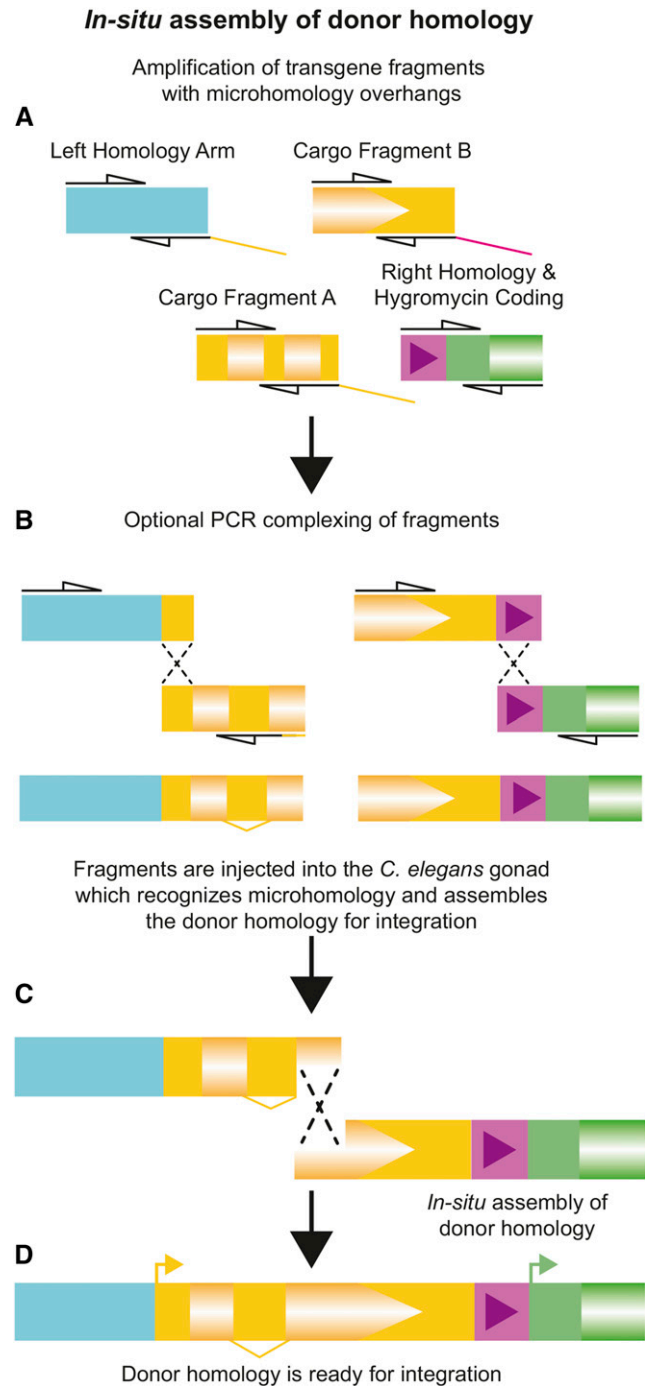 In-situ assembly of donor homology
Amplification of transgene fragments
with microhomology overhangs
A
Left Homology Arm
Cargo Fragment B
Cargo Fragment A
Right Homology &
Hygromycin Coding
B
Optional PCR complexing of fragments
Fragments are injected into the C. elegans gonad
which recognizes microhomology and assembles
the donor homology for integration
C
In-situ assembly of
donor homology
D
Donor homology is ready for integration